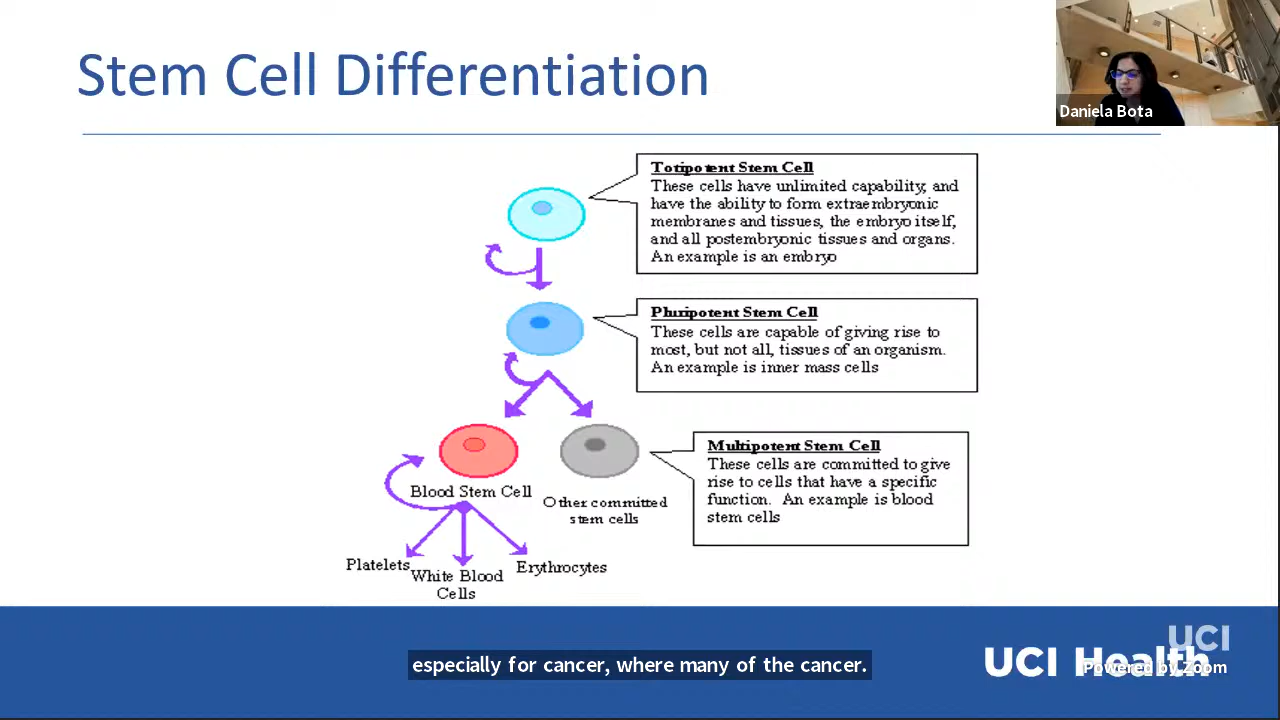 Stem Cell Differentiation
Daniela Bota
Totipotent Stem Cell
These cells have unlimited capability, and
have the ability to form extraembryonic
membranes and tissues, the embryo itself,
and all postembryonic tissues and organs.
An example is an embryo
Pluripotent Stem Cell
These cells are capable of giving rise to
most, but not all, tissues of an organism.
An example is inner mass cells
Multipotent Stem Cell
These cells are committed to give
rise to cells that have a specific
function. An example is blood
stem cells
Blood Stem Cell
Other committed
stem cells
Platelets
White Blood
Cells
Erythrocytes
especially for cancer, where many of the cancer.
UCI Health
UCI
Powered by Zoom